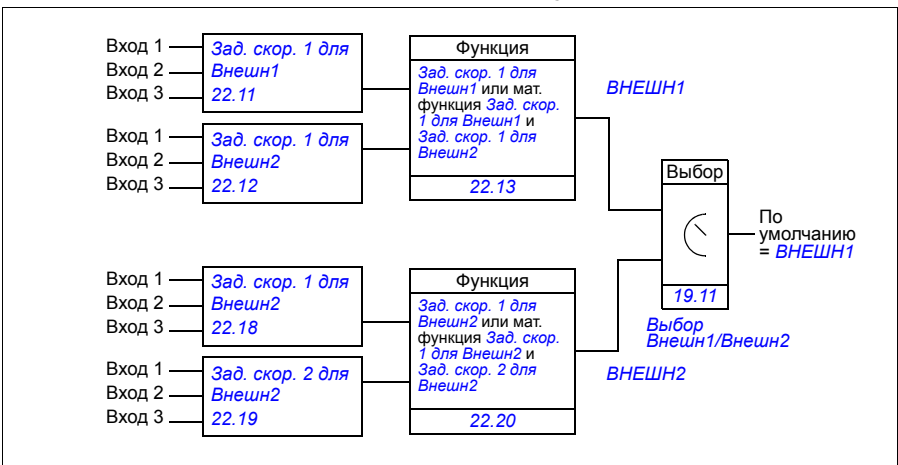 Вход 1
Вход 2
Вход 3
Зад. скор. 1 для
Внешн1
22.11
Вход 1
Вход 2
Вход 3
Зад. скор. 1 для
Внешн2
22.12
Функция
Зад. скор. 1 для
Внешн1 или мат.
функция Зад. скор.
1 для Внешн1 и
Зад. скор. 1 для
Внешн2
22.13
ВНЕШН1
Выбор
19.11
Выбор
Внешн1/Внешн2
По
умолчанию
= ВНЕШН1
Вход 1
Вход 2
Вход 3
Зад. скор. 1 для
Внешн2
22.18
Вход 1
Вход 2
Вход 3
Зад. скор. 2 для
Внешн2
22.19
Функция
Зад. скор. 1 для
Внешн2 или мат.
функция Зад. скор.
1 для Внешн2 и
Зад. скор. 2 для
Внешн2
22.20
ВНЕШН2